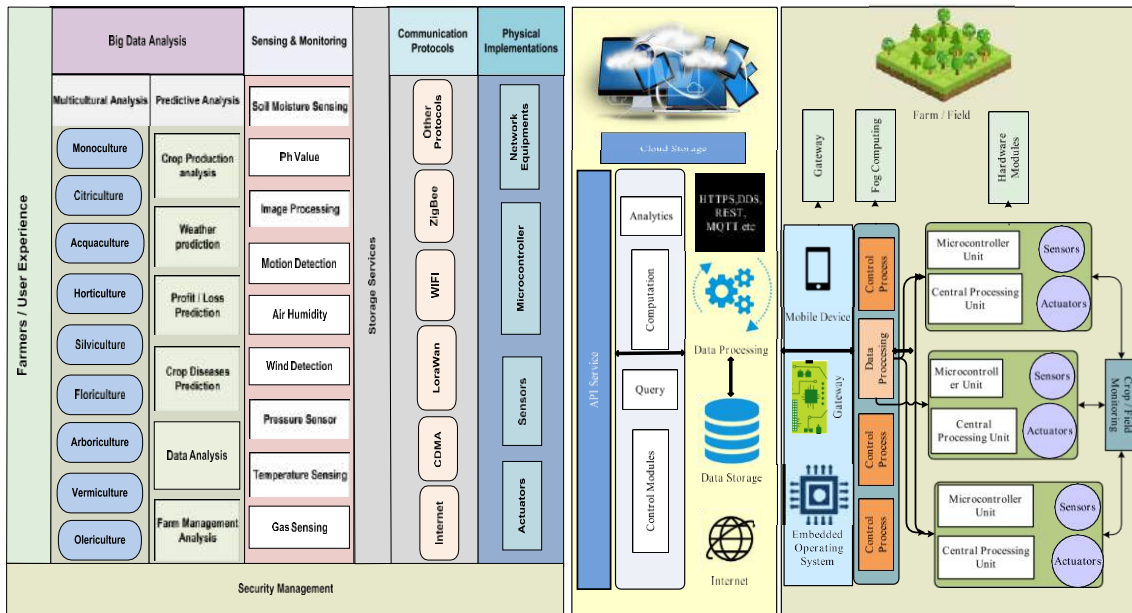 Farmers / User Experience
Big Data Analysis
Multicultural Analysis
Monoculture
Citriculture
Acquaculture
Horticulture
Silviculture
Floriculture
Arboriculture
Vermiculture
Olericulture
Predictive Analysis
Crop Production
analysis
Weather
prediction
Profit / Loss
Prediction
Crop Diseases
Prediction
Data Analysis
Farm Management
Analysis
Sensing & Monitoring
Soil Moisture Sensing
Ph Value
Image Processing
Motion Detection
Air Humidity
Wind Detection
Pressure Sensor
Temperature Sensing
Gas Sensing
Storage Services
Communication
Protocols
Other
Protocols
ZigBee
WIFI
LoraWan
CDMA
Internet
Physical
Implementations
Network
Equipments
Microcontroller
Sensors
Actuators
Security Management
Cloud Storage
API Service
Analytics
Computation
Query
Control Modules
HTTPS,DDS,
REST,
MQTT etc
Data Processing
Data Storage
Internet
Farm / Field
Gateway
Fog Computing
Hardware
Modules
Mobile Device
Gateway
Embedded
Operating
System
Control
Process
Data
Procesing
Control
Process
Control
Process
Microcontroller
Unit
Central Processing
Unit
Sensors
Actuators
Microcontroll
er Unit
Central
Processing Unit
Sensors
Actuators
Microcontroller
Unit
Central Processing
Unit
Sensors
Actuators
Crop / Field
Monitoring